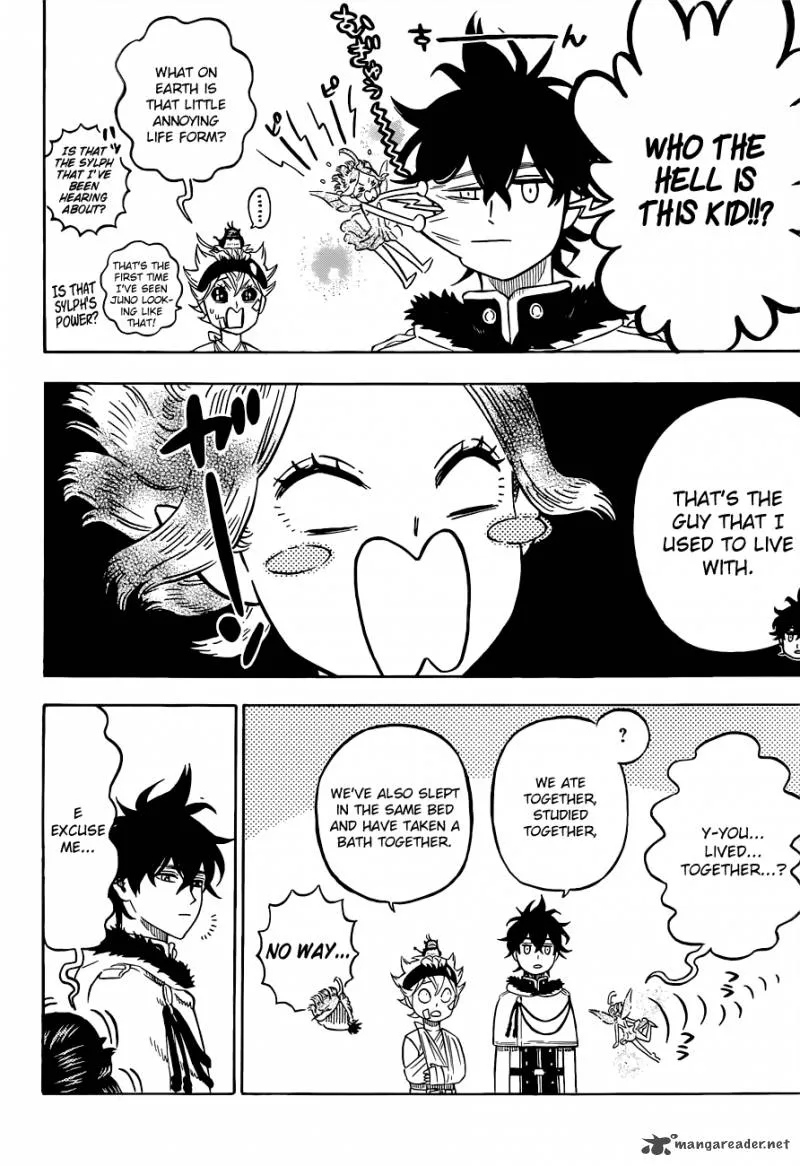 WHO THE
HELL IS
THIS KID!!?
さ
ん
WHAT ON
EARTH IS
THAT LITTLE
ANNOYING
LIFE FORM?
IS THAT
THE SYLPH
THAT I'VE
BEEN
HEARING
ABOUT?
THAT'S THE
FIRST TIME
I'VE SEEN
JUNO LOOK-
ING LIKE
THAT!
IS THAT
SYLPH'S
POWER?
THAT'S THE
GUY THAT I
USED TO LIVE
WITH.
Y-YOU...
LIVED...
TOGETHER...?
?
WE ATE
TOGETHER,
STUDIED
TOGETHER,
WE'VE ALSO SLEPT
IN THE SAME BED
AND HAVE TAKEN A
BATH TOGETHER.
NO WAY...
E
EXCUSE
ME...
mangareader.net